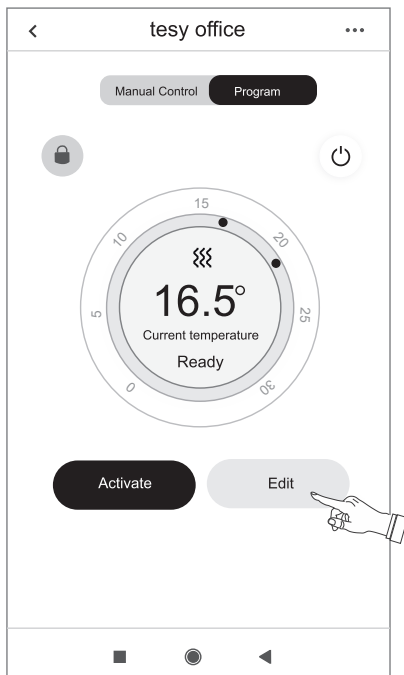 tesy office
Manual Control Program
15
10 20
5 25
0 30
16.5°
Current temperature
Ready
Activate Edit